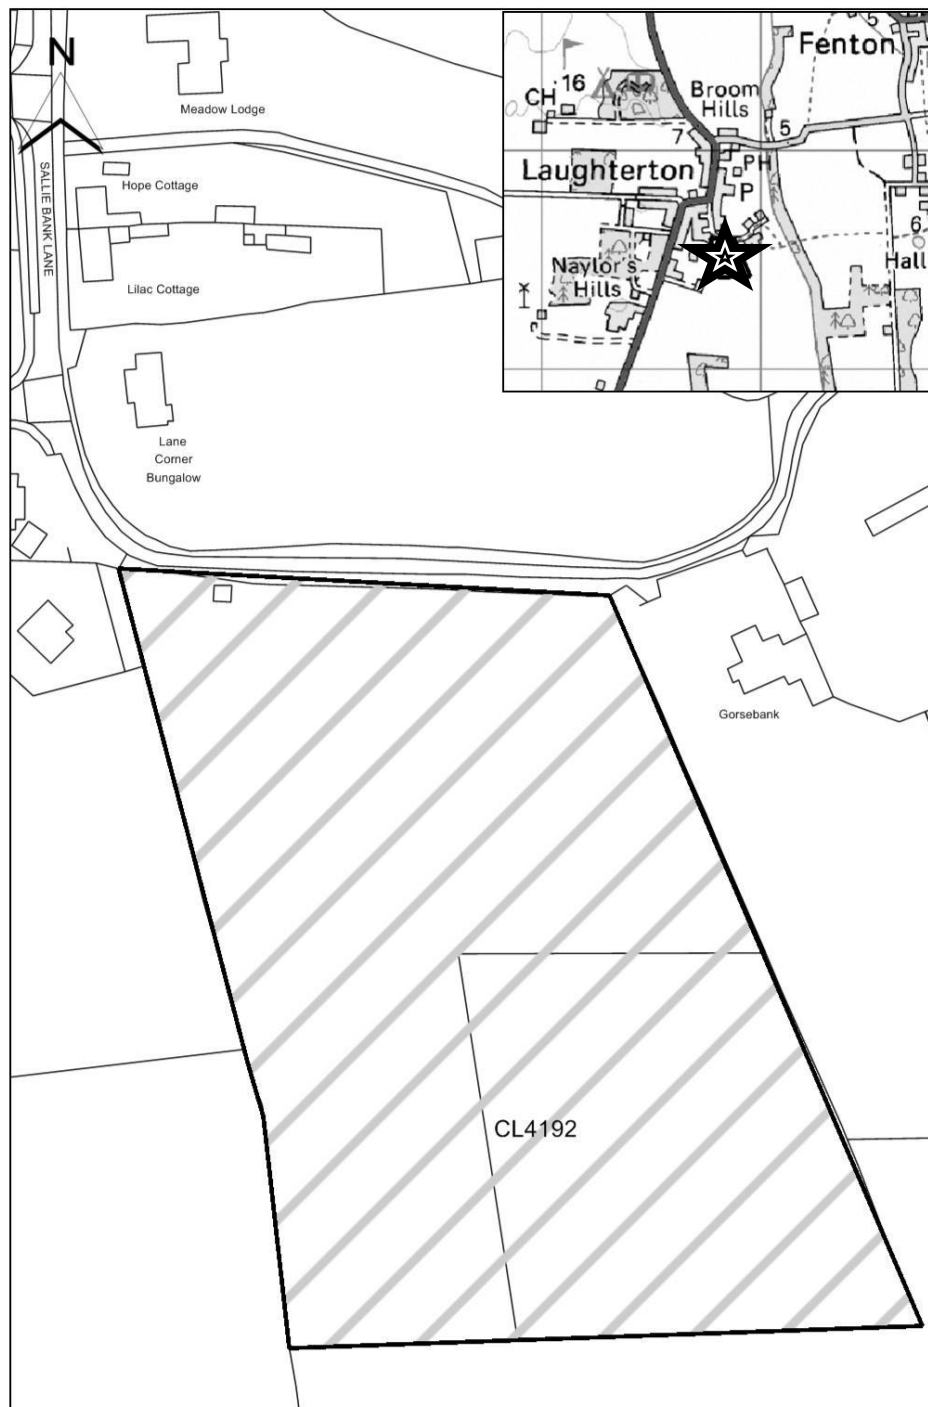 N
Meadow Lodge
SALLIE BANK LANE
Hope Cottage
Lilac Cottage
Lane
Corner
Bungalow
5
Fenton
16
CH
Broom
Hills
7
5
PH
Laughterton
P
6
Hall
Naylor's
Hills
Gorsebank
CL4192